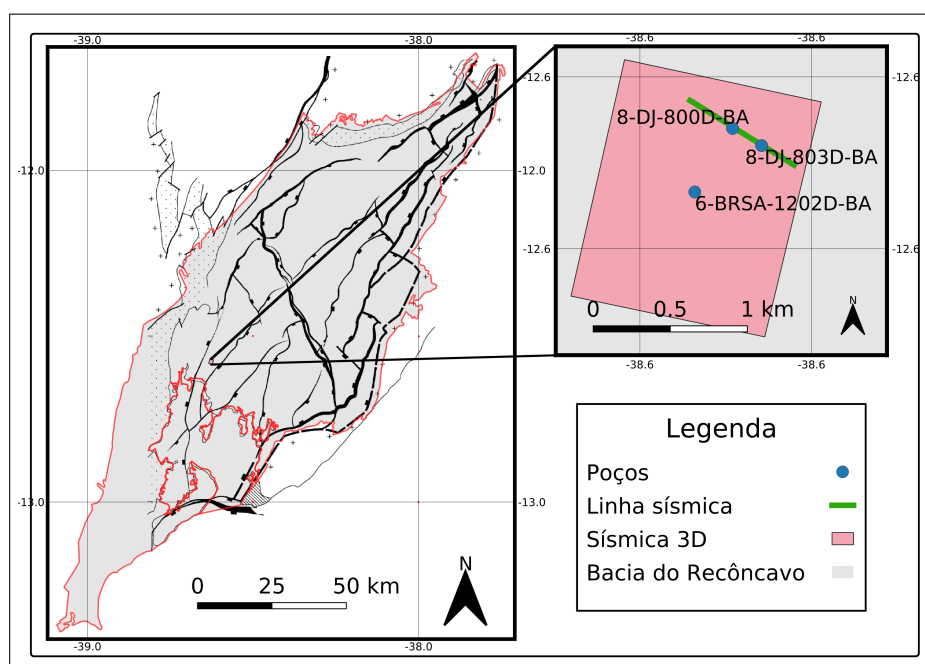 -39.0
-38.0
-12.0
-12.0
-13.0
-13.0
0 25 50 km
N
-39.0
-38.0
-38.6
-38.6
-12.6
-12.6
8-DJ-800D-BA
8-DJ-803D-BA
6-BRSA-1202D-BA
-12.6
-12.6
0 0.5 1 km
N
-38.6
-38.6
Legenda
Poços
Linha sísmica
Sísmica 3D
Bacia do Recôncavo